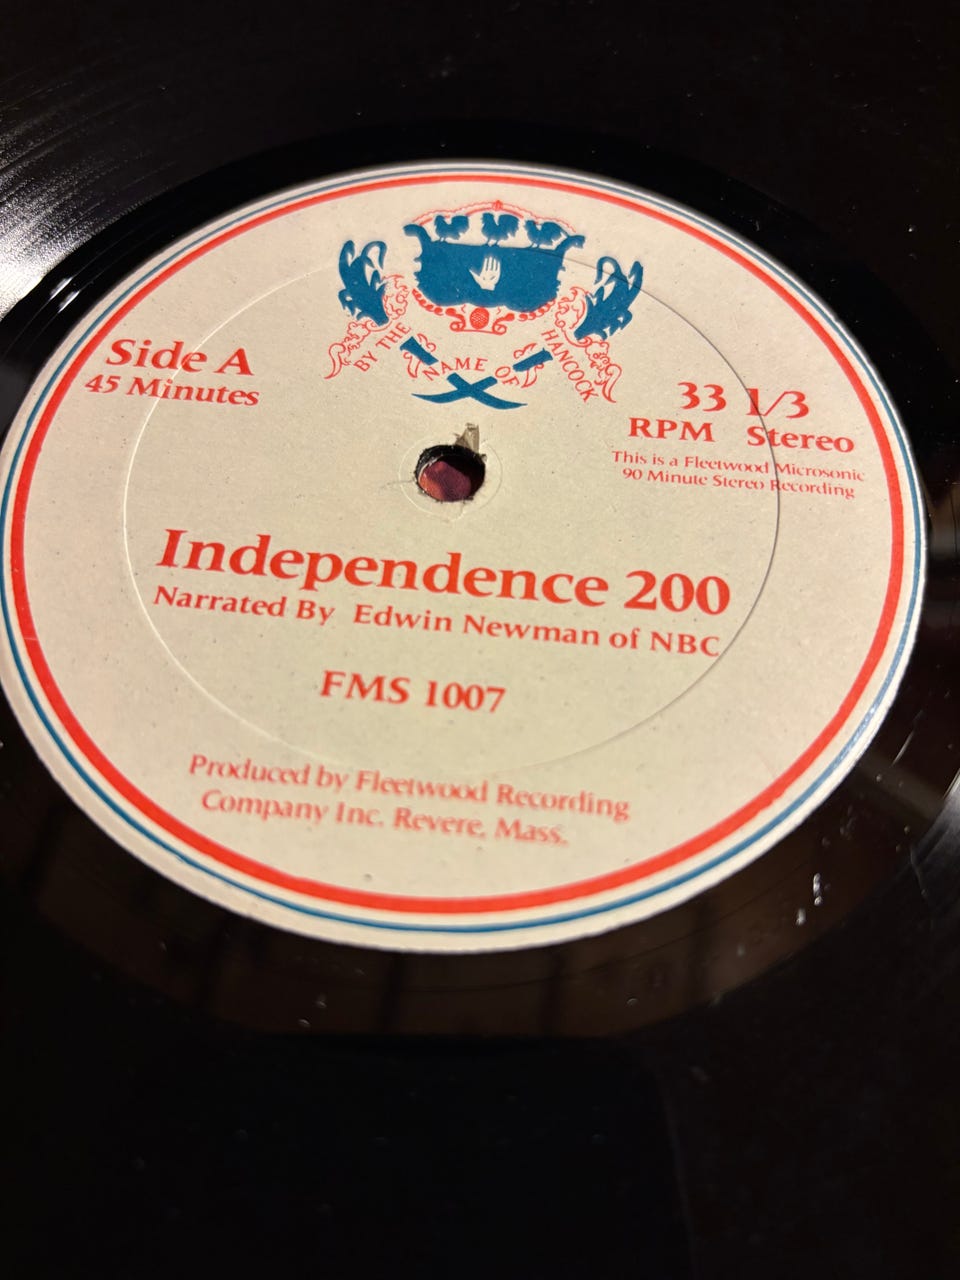 BY THE NAME OF HANCOCK
Side A
45 Minutes
33 1/3
RPM Stereo
This is a Fleetwood Microsonic
90 Minute Stereo Recording
Independence 200
Narrated By Edwin Newman of NBC
FMS 1007
Produced by Fleetwood Recording
Company Inc. Revere, Mass.